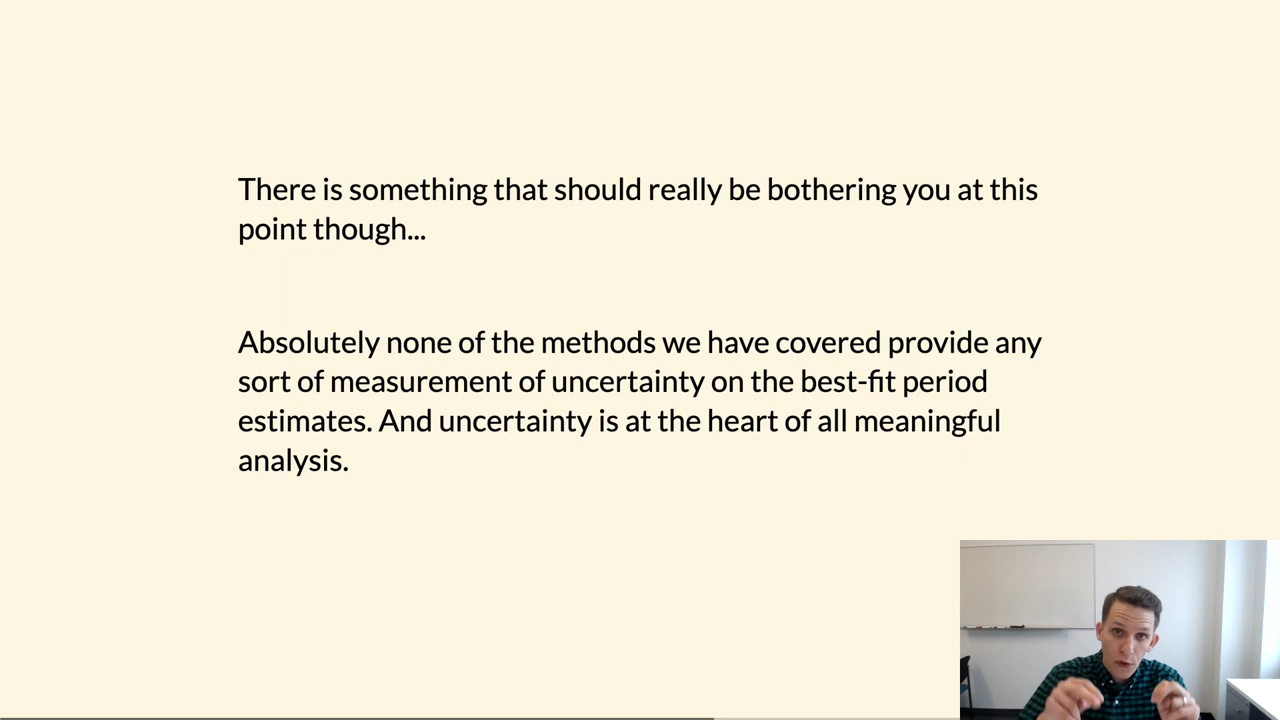 There is something that should really be bothering you at this
point though...
Absolutely none of the methods we have covered provide any
sort of measurement of uncertainty on the best-fit period
estimates. And uncertainty is at the heart of all meaningful
analysis.